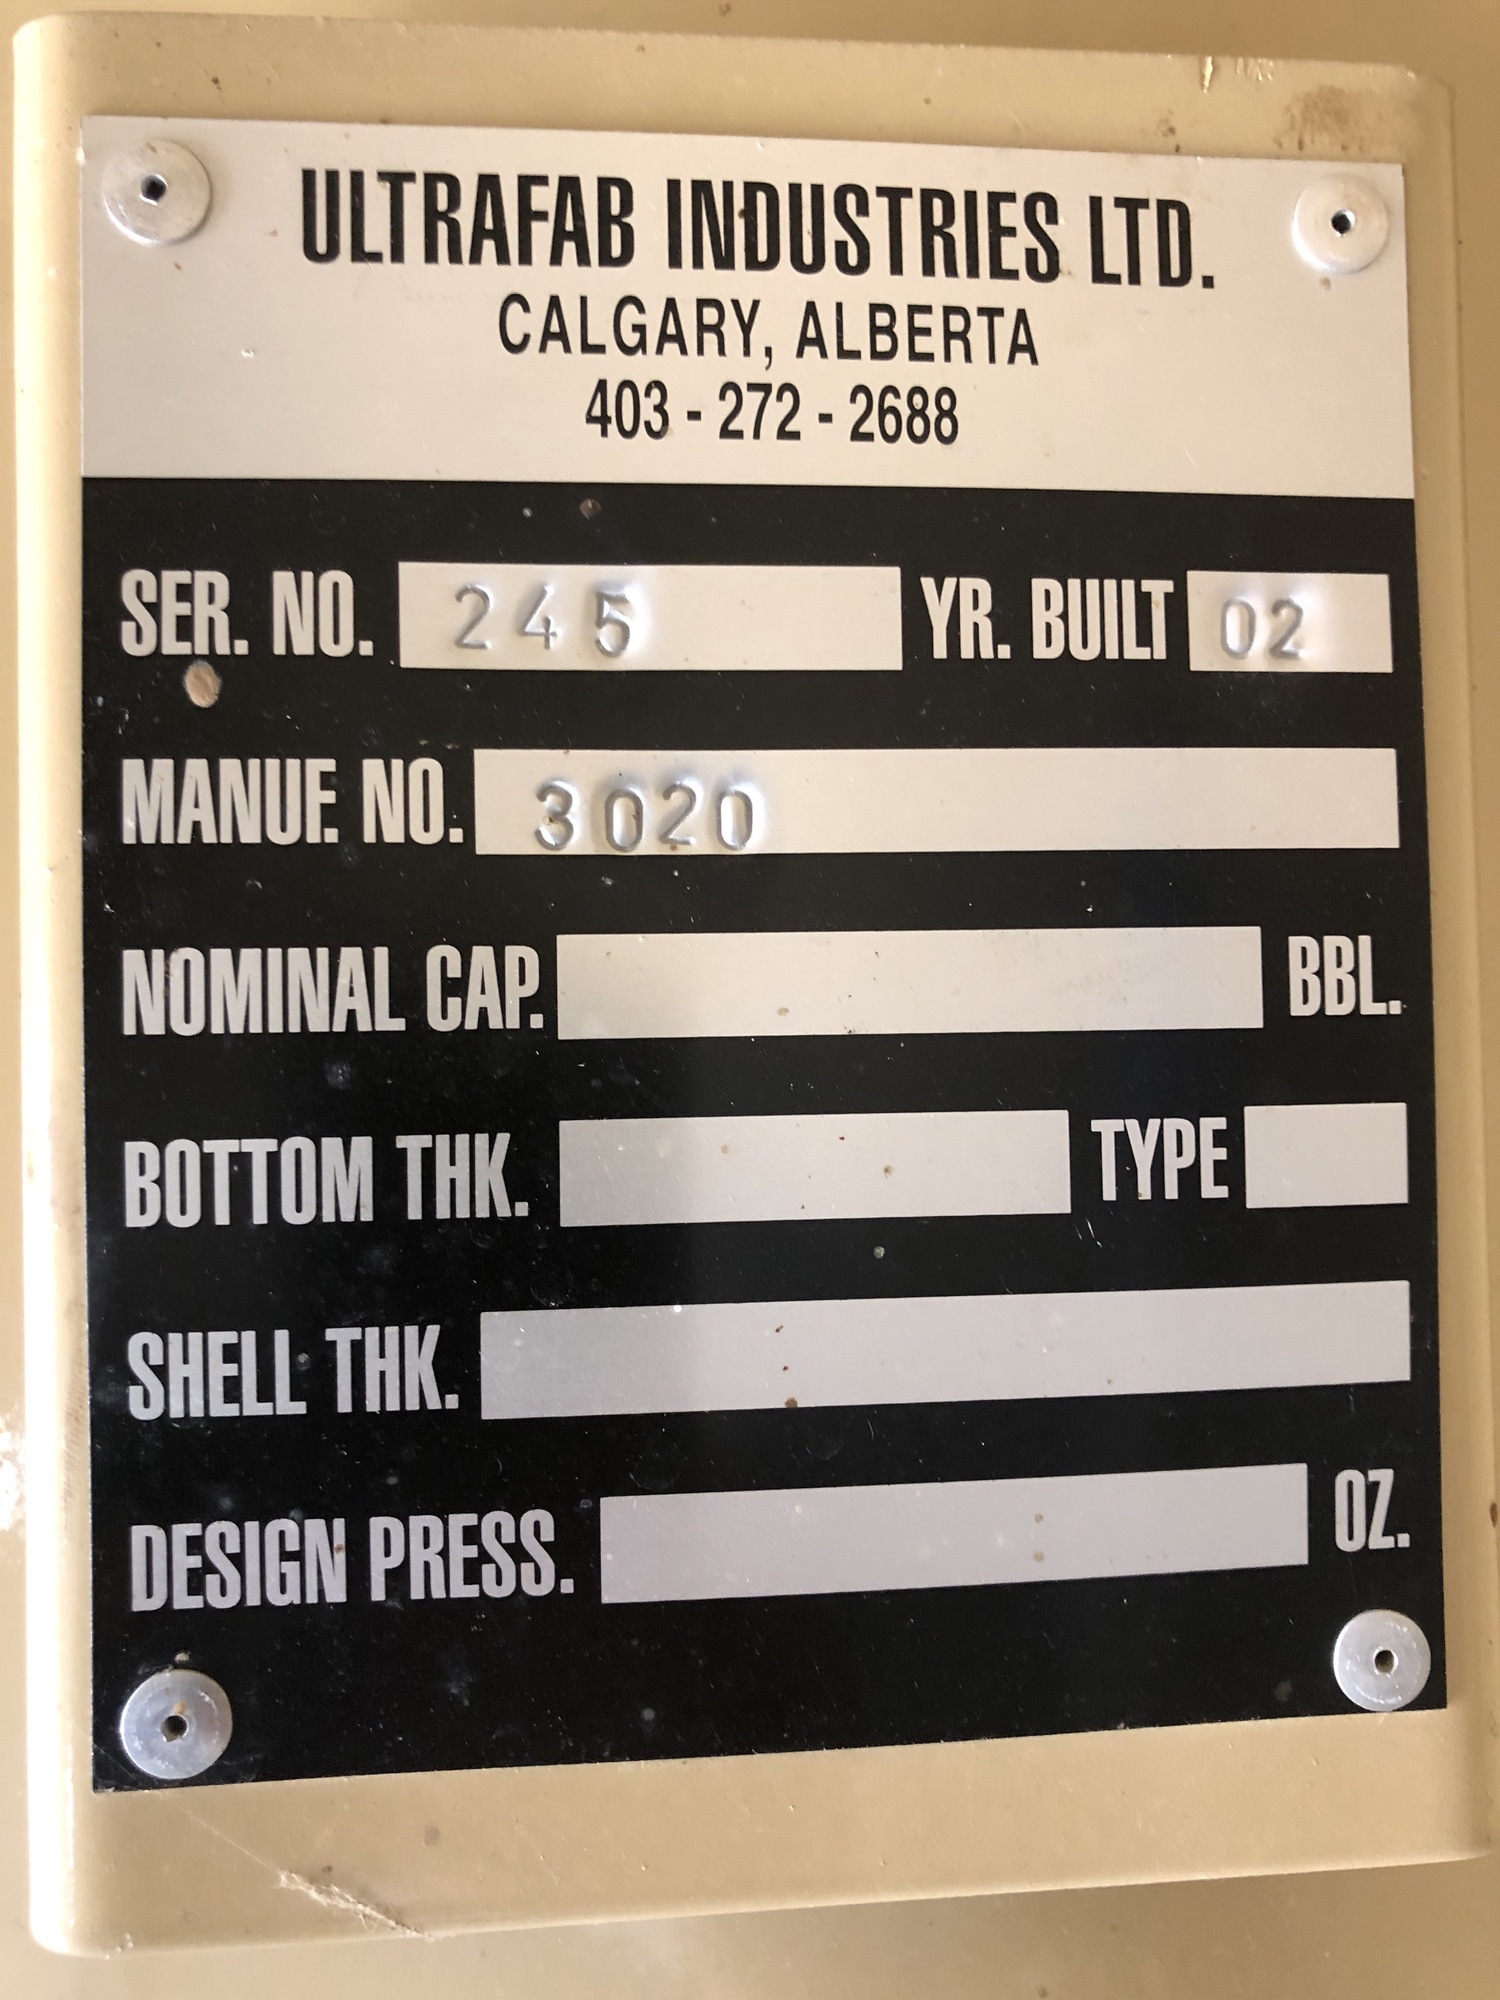 ULTRAFAB INDUSTRIES LTD.
CALGARY, ALBERTA
403 - 272 - 2688
SER. NO. 245 YR. BUILT 02
MANUF. NO. 3020
NOMINAL CAP. BBL.
BOTTOM THK. TYPE
SHELL THK.
DESIGN PRESS. OZ.